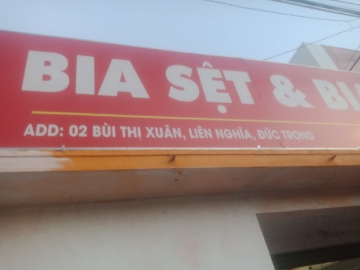 BIA SỆT &
ADD: 02 BÙI THỊ XUÂN, LIÊN NGHĨA, ĐỨC TRỌNG